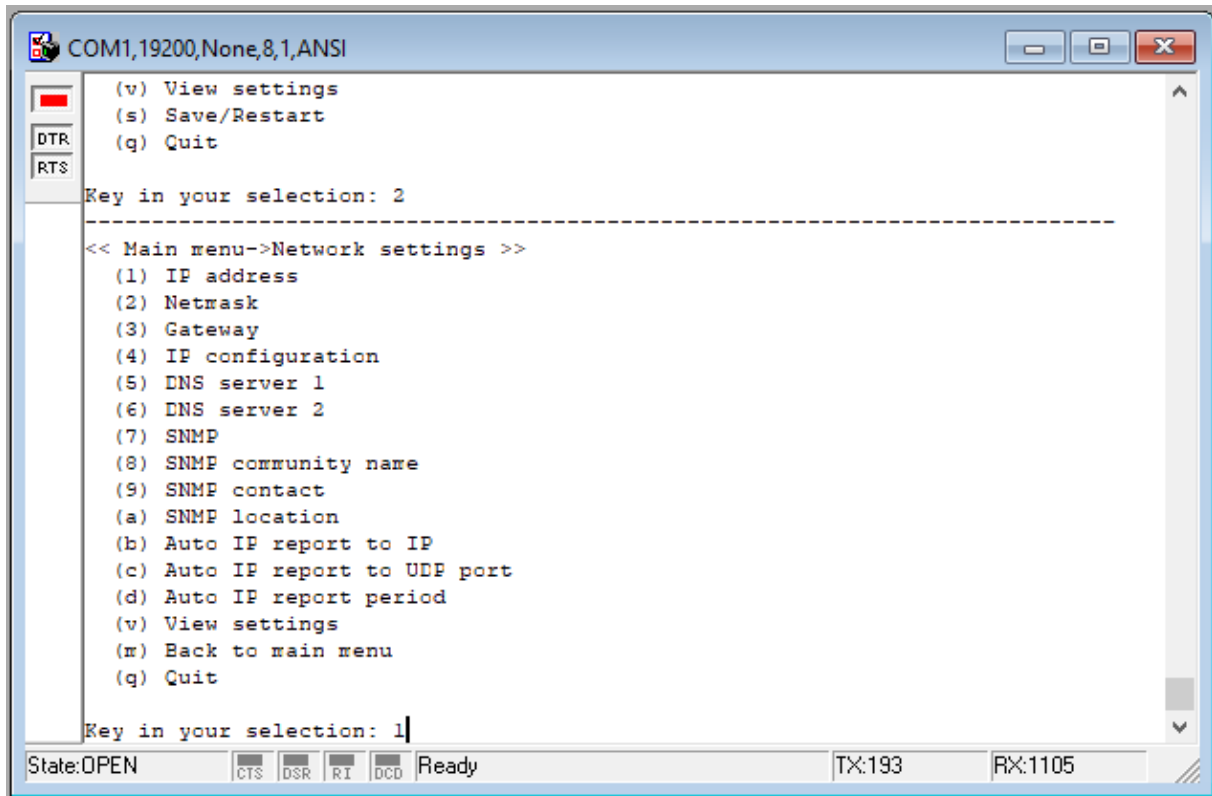 COM1,19200,None,8,1,ANSI
(v) View settings
(s) Save/Restart
DTR
(q) Quit
RTS
Key in your selection: 2
-----------------------------------------------------------------------------
<< Main menu->Network settings >>
(1) IP address
(2) Netmask
(3) Gateway
(4) IP configuration
(5) DNS server 1
(6) DNS server 2
(7) SNMP
(8) SNMP community name
(9) SNMP contact
(a) SNMP location
(b) Auto IP report to IP
(c) Auto IP report to UDP port
(d) Auto IP report period
(v) View settings
(m) Back to main menu
(q) Quit
Key in your selection: 1
State:OPEN CTS DSR RI DCD Ready TX:193 RX:1105